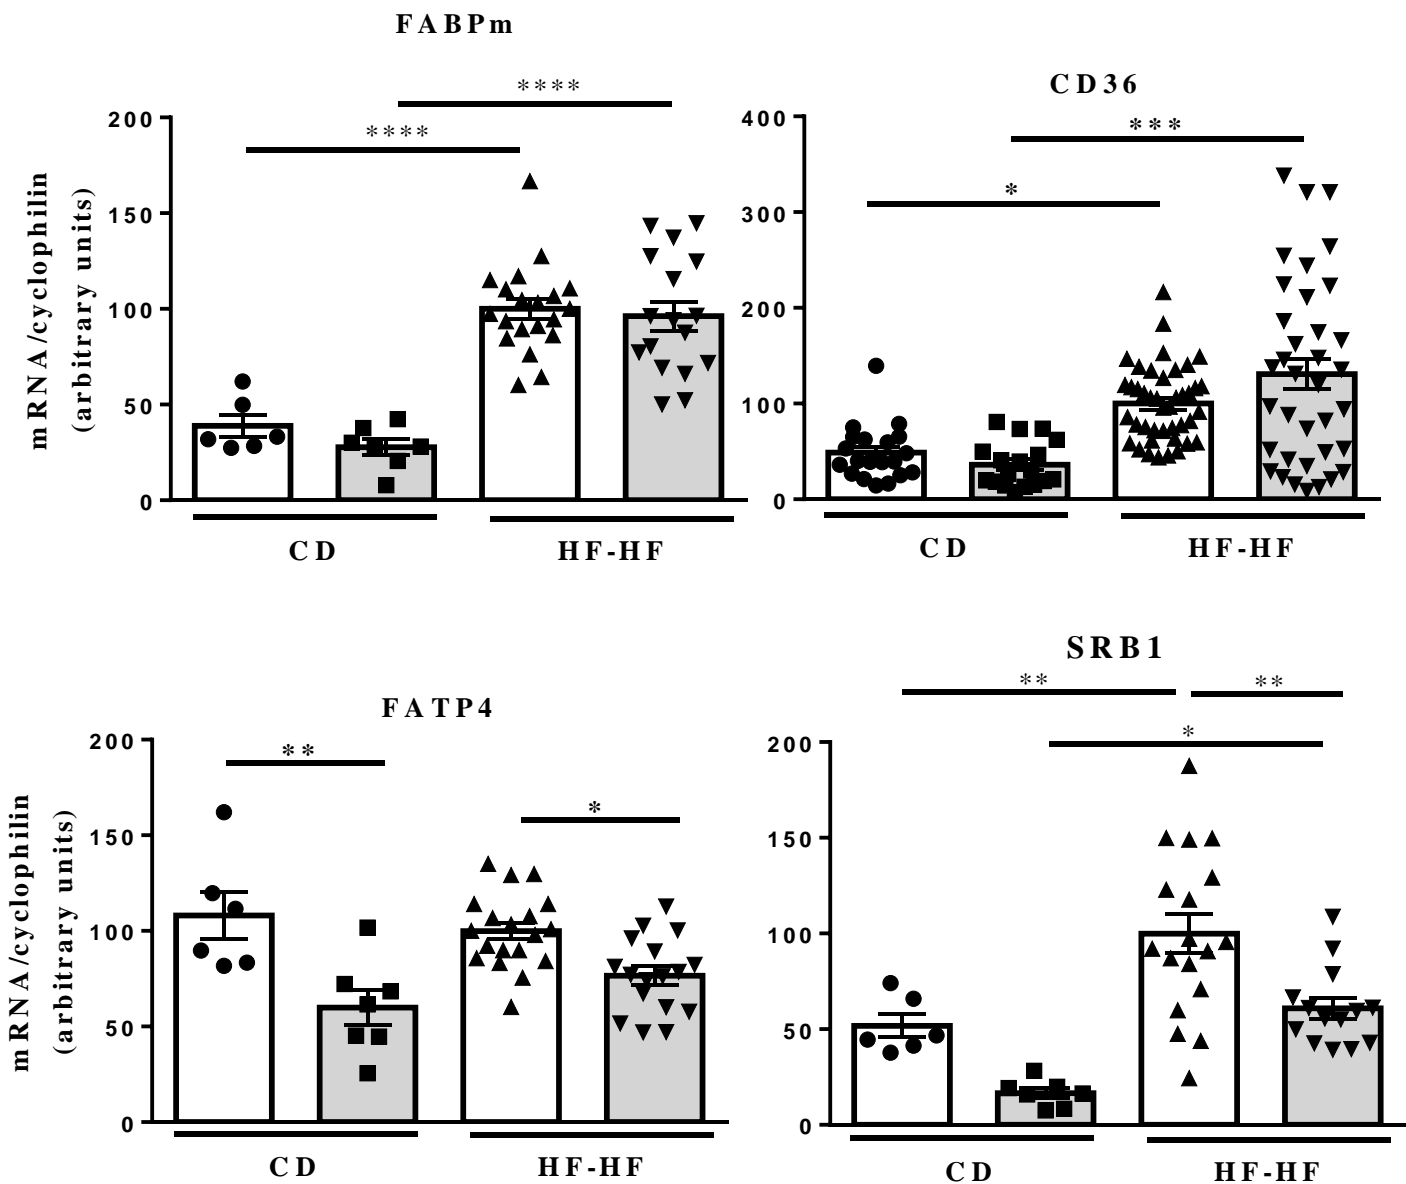 FABPm
****
****
mRNA/cyclophilin
(arbitrary units)
200
150
100
50
0
CD
HF-HF
CD36
***
*
400
300
200
100
0
CD
HF-HF
FATP4
**
*
mRNA/cyclophilin
(arbitrary units)
200
150
100
50
0
CD
HF-HF
SRB1
**
**
*
200
150
100
50
0
CD
HF-HF